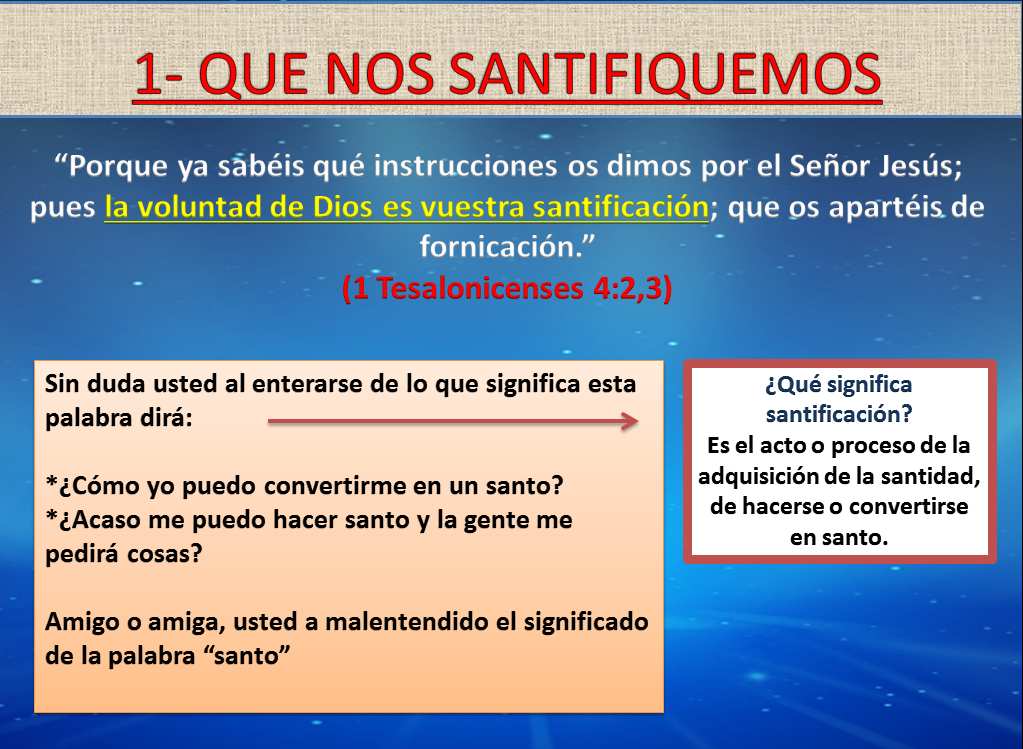 1- QUE NOS SANTIFIQUEMOS
“Porque ya sabéis qué instrucciones os dimos por el Señor Jesús;
pues la voluntad de Dios es vuestra santificación; que os apartéis de
fornicación.”
(1 Tesalonicenses 4:2,3)
Sin duda usted al enterarse de lo que significa esta
palabra dirá:
*¿Cómo yo puedo convertirme en un santo?
*¿Acaso me puedo hacer santo y la gente me
pedirá cosas?
Amigo o amiga, usted a malentendido el significado
de la palabra “santo”
¿Qué significa
santificación?
Es el acto o proceso de la
adquisición de la santidad,
de hacerse o convertirse
en santo.